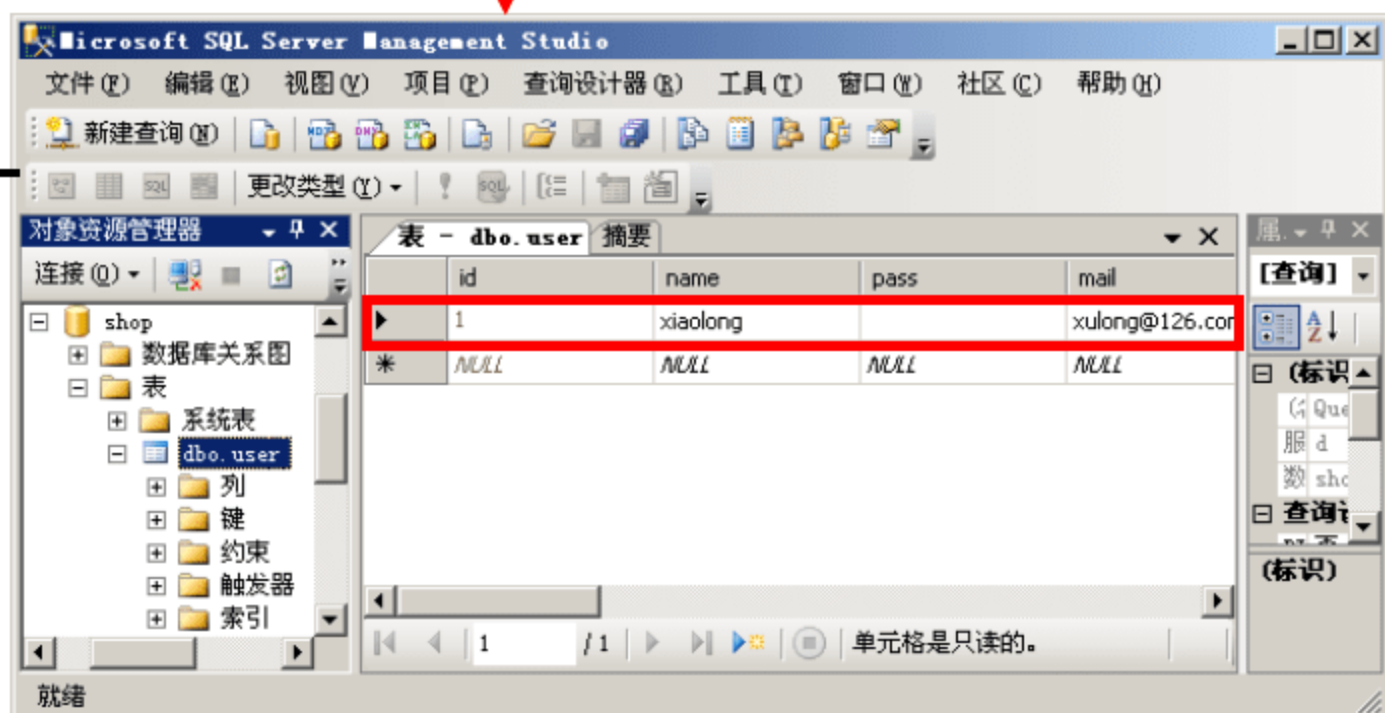 Microsoft SQL Server Management Studio
文件(F) 编辑(E) 视图(V) 项目(P) 查询设计器(R) 工具(T) 窗口(W) 社区(C) 帮助(H)
新建查询(N)
更改类型(Y)
对象资源管理器
连接(O)
shop
数据库关系图
表
系统表
dbo.user
列
键
约束
触发器
索引
表 - dbo.user 摘要
id name pass mail
1 xiaolong xulong@126.com
NULL NULL NULL NULL
1 / 1 单元格是只读的。
属.
[查询]
(标识
Que
服 d
数 sho
查询
(标识)
就绪